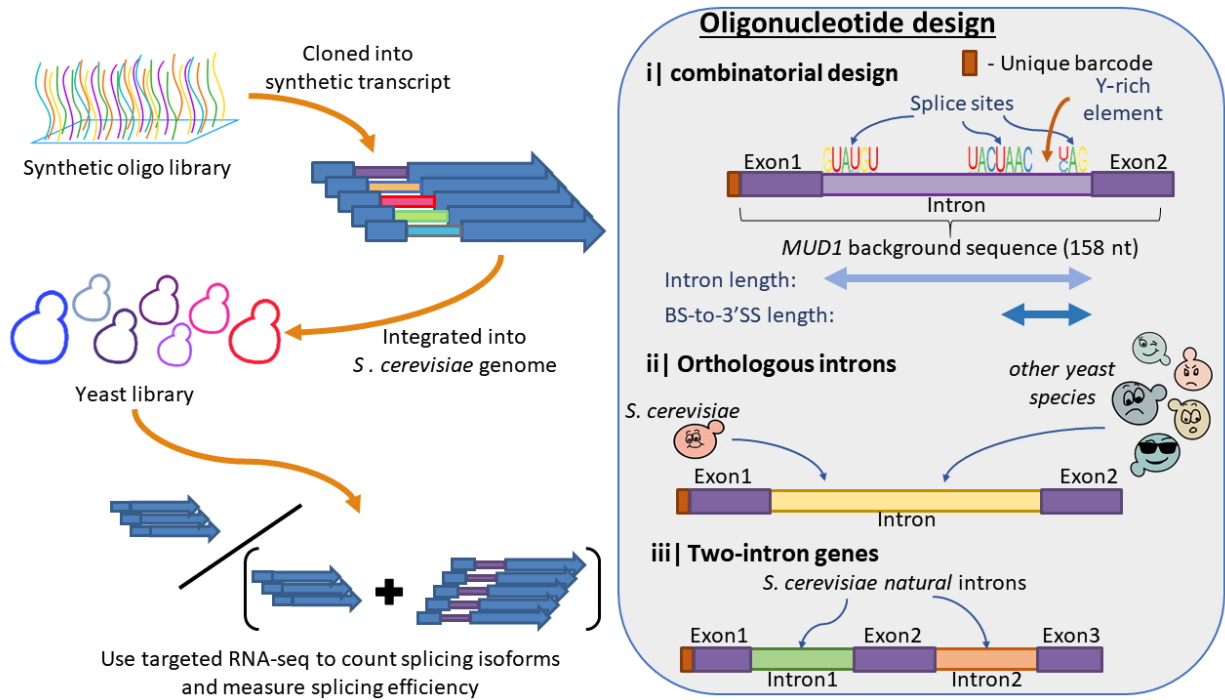 Cloned into
synthetic transcript
Synthetic oligo library
Integrated into
S . cerevisiae genome
Yeast library
Use targeted RNA-seq to count splicing isoforms
and measure splicing efficiency
Oligonucleotide design
i| combinatorial design
- Unique barcode
Splice sites
Y-rich
element
Exon1
GUAUGU
UACUAAC
UCAG
Exon2
Intron
MUD1 background sequence (158 nt)
Intron length:
BS-to-3'SS length:
ii| Orthologous introns
S. cerevisiae
other yeast
species
Exon1
Exon2
Intron
iii| Two-intron genes
S. cerevisiae natural introns
Exon1
Exon2
Exon3
Intron1
Intron2